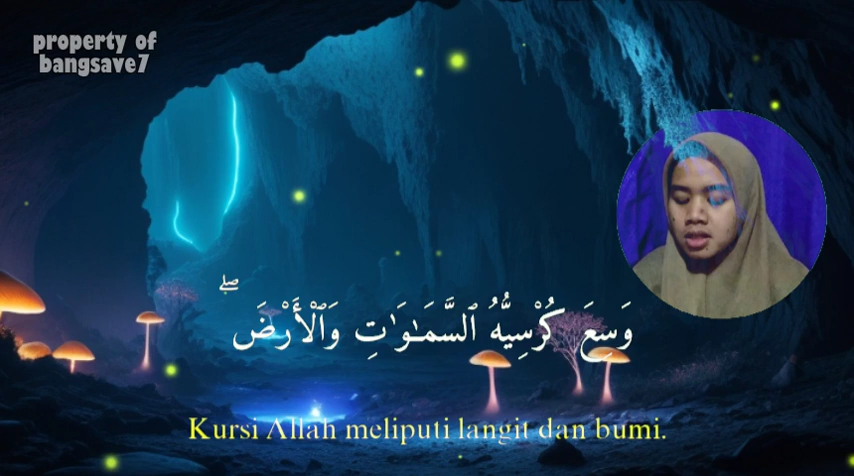 property of
bangsave7
وَسِعَ كُرْسِيُّهُ ٱلسَّمَـٰوَٰتِ وَٱلْأَرْضَ ۖ
Kursi Allah meliputi langit dan bumi.